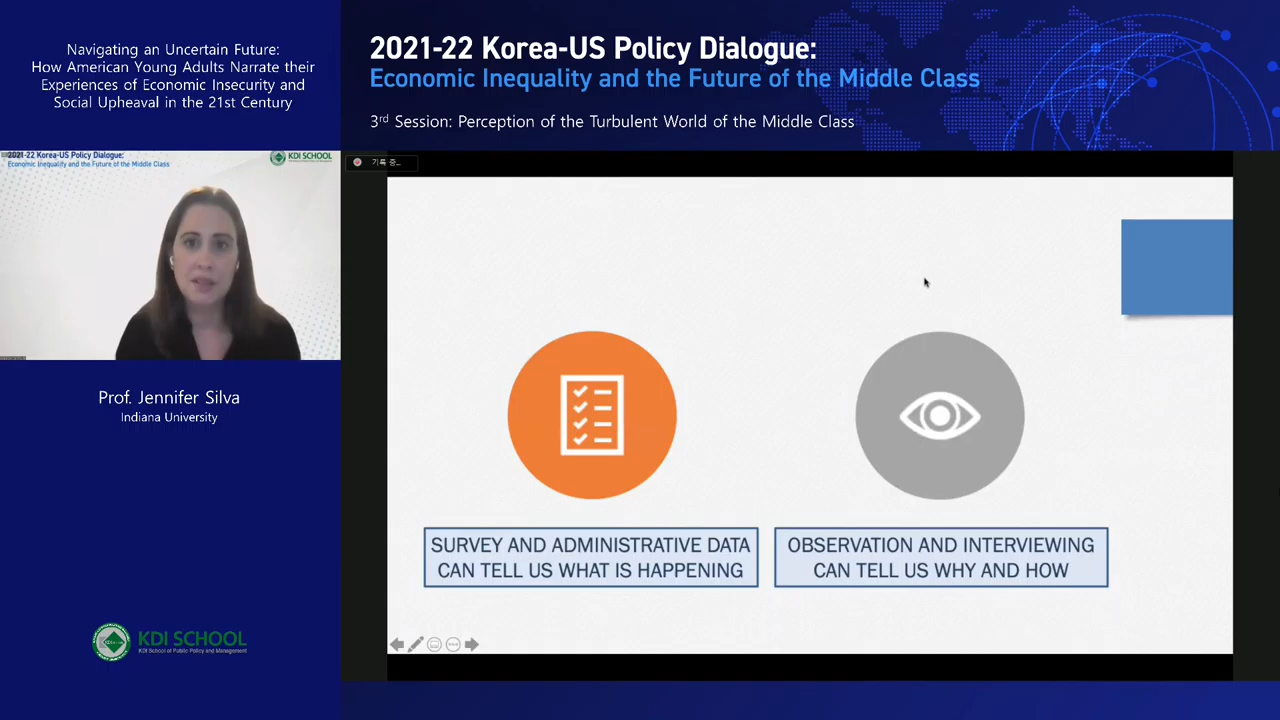 Navigating an Uncertain Future:
How American Young Adults Narrate their
Experiences of Economic Insecurity and
Social Upheaval in the 21st Century
2021-22 Korea-US Policy Dialogue:
Economic Inequality and the Future of the Middle Class
3rd Session: Perception of the Turbulent World of the Middle Class
2021-22 Korea-US Policy Dialogue:
Economic Inequality and the Future of the Middle Class
KDI SCHOOL
기록 중...
SURVEY AND ADMINISTRATIVE DATA
CAN TELL US WHAT IS HAPPENING
OBSERVATION AND INTERVIEWING
CAN TELL US WHY AND HOW
Prof. Jennifer Silva
Indiana University
KDI SCHOOL
KDI School of Public Policy and Management